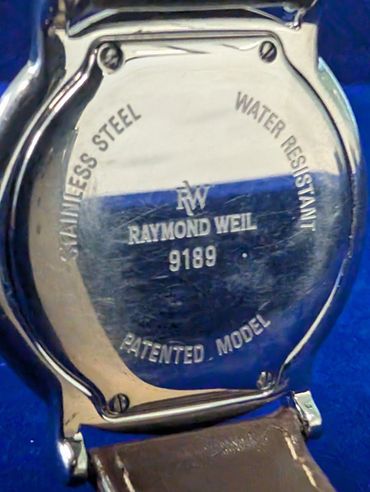 STAINLESS STEEL
WATER RESISTANT
RW
RAYMOND WEIL
9189
PATENTED MODEL